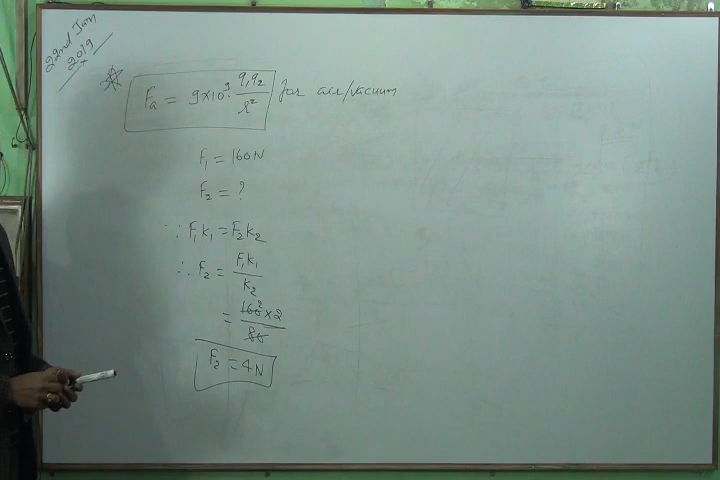 22nd Jan
2019
Fa = 9×10⁹ q₁q₂/r² for air/vacuum
F₁ = 160N
F₂ = ?
∵ F₁k₁ = F₂k₂
∴ F₂ = F₁k₁/k₂
= 160² × 2/80
F₂ = 4N